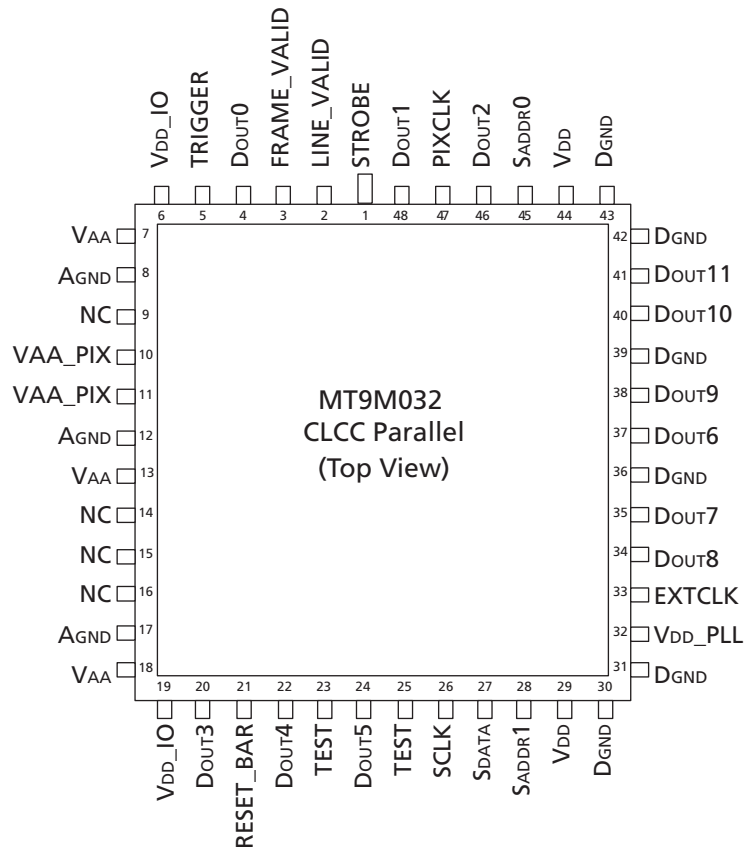 VDD_IO
TRIGGER
DOUT0
FRAME_VALID
LINE_VALID
STROBE
DOUT1
PIXCLK
DOUT2
SADDR0
VDD
DGND
6
5
4
3
2
1
48
47
46
45
44
43
VAA 7
AGND 8
NC 9
VAA_PIX 10
VAA_PIX 11
AGND 12
VAA 13
NC 14
NC 15
NC 16
AGND 17
VAA 18
MT9M032
CLCC Parallel
(Top View)
42 DGND
41 DOUT11
40 DOUT10
39 DGND
38 DOUT9
37 DOUT6
36 DGND
35 DOUT7
34 DOUT8
33 EXTCLK
32 VDD_PLL
31 DGND
19
20
21
22
23
24
25
26
27
28
29
30
VDD_IO
DOUT3
RESET_BAR
DOUT4
TEST
DOUT5
TEST
SCLK
SDATA
SADDR1
VDD
DGND